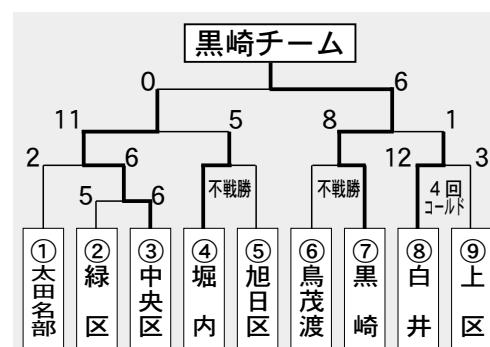 黒崎チーム
0 6
11 5 8 1
2 6 不戦勝 不戦勝 12 4回コールド 3
5 6
①太田名部
②緑区
③中央区
④堀内
⑤旭日区
⑥鳥茂渡
⑦黒崎
⑧白井
⑨上区